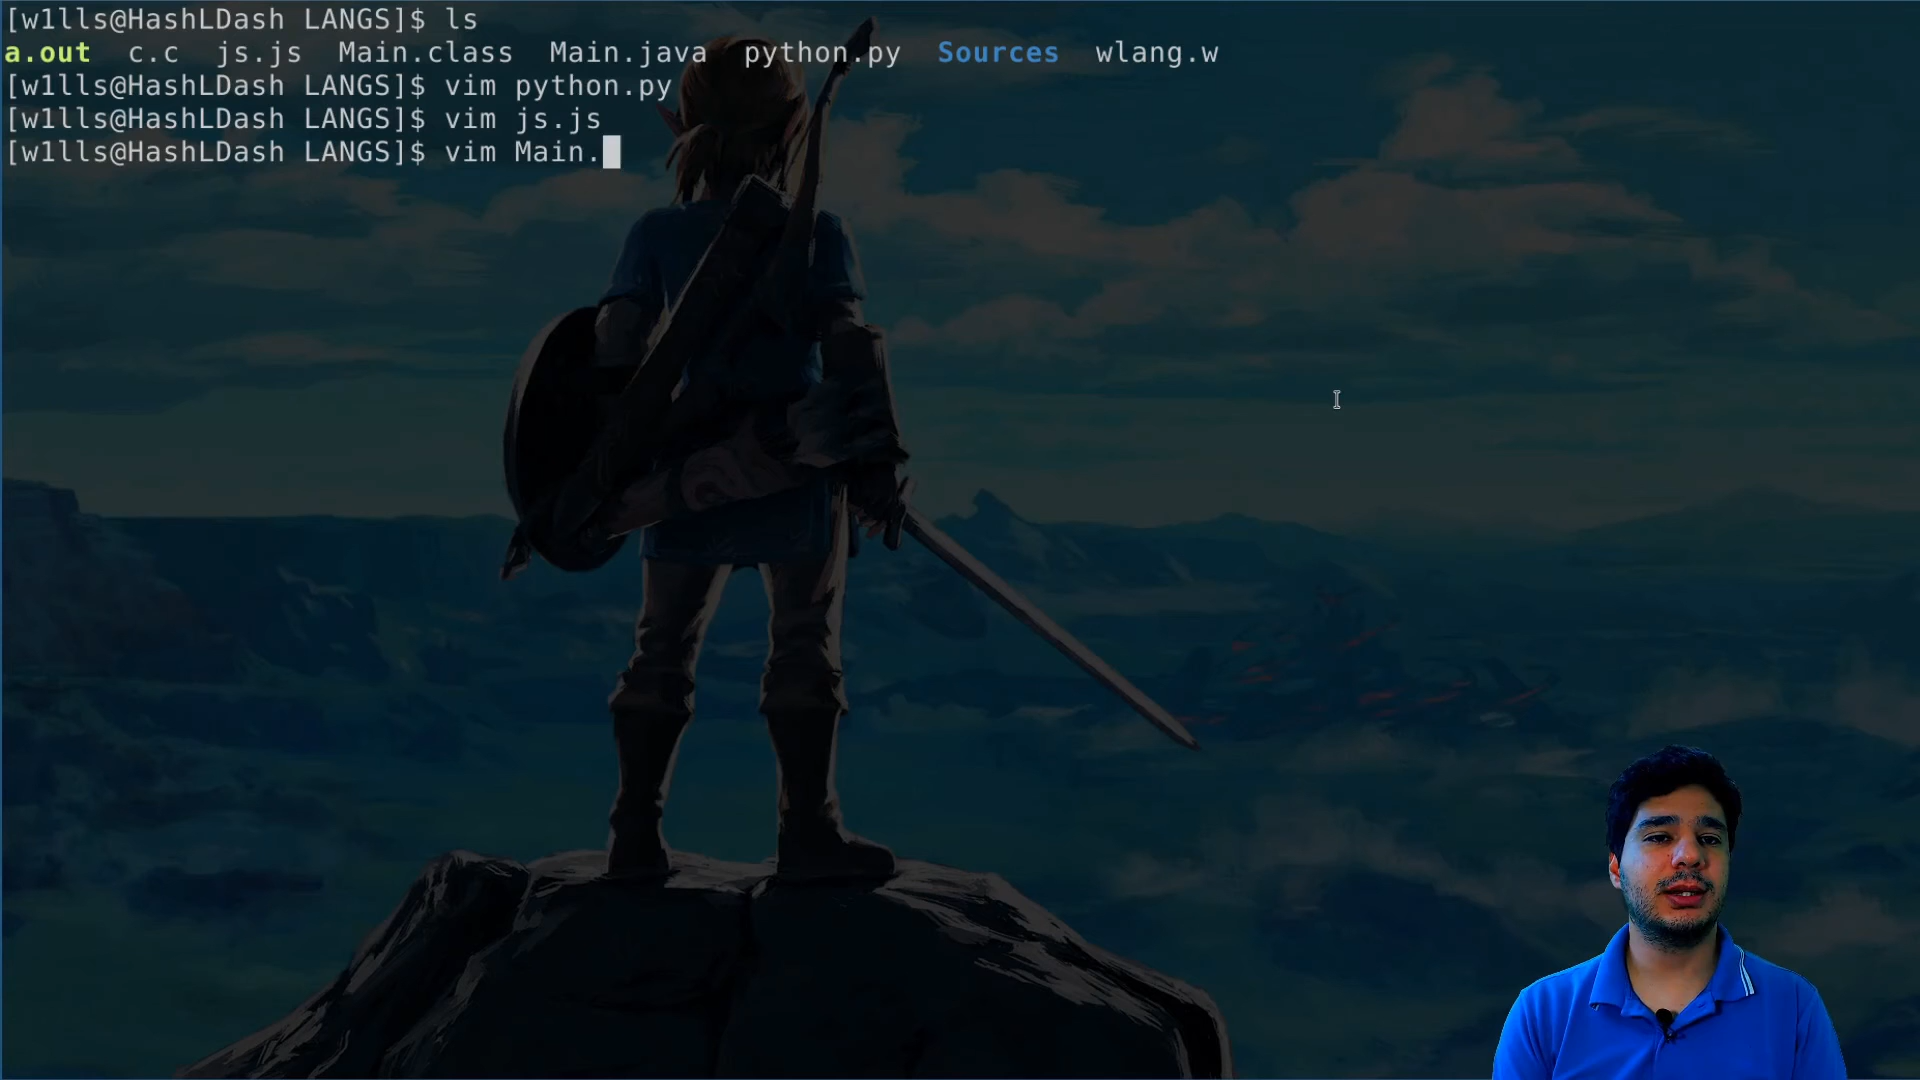 [w1lls@HashLDash LANGS]$ ls
a.out  c.c  js.js  Main.class  Main.java  python.py  Sources  wlang.w
[w1lls@HashLDash LANGS]$ vim python.py
[w1lls@HashLDash LANGS]$ vim js.js
[w1lls@HashLDash LANGS]$ vim Main.